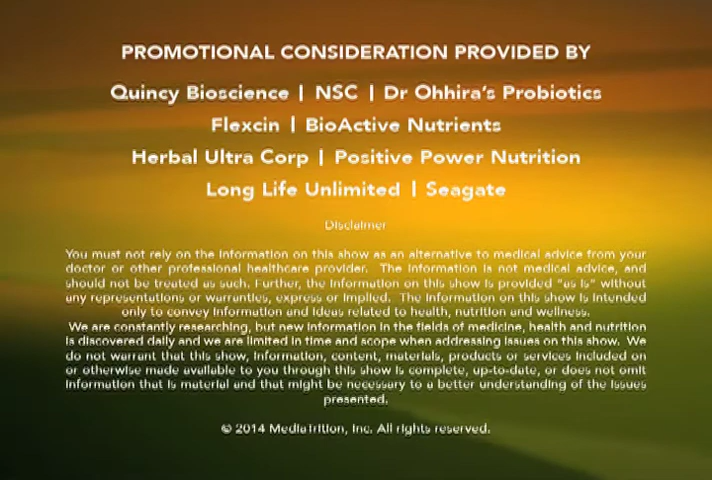 PROMOTIONAL CONSIDERATION PROVIDED BY
Quincy Bioscience | NSC | Dr Ohhira's Probiotics
Flexcin | BioActive Nutrients
Herbal Ultra Corp | Positive Power Nutrition
Long Life Unlimited | Seagate
Disclaimer
You must not rely on the information on this show as an alternative to medical advice from your
doctor or other professional healthcare provider. The information is not medical advice, and
should not be treated as such. Further, the information on this show is provided "as is" without
any representations or warranties, express or implied. The information on this show is intended
only to convey information and ideas related to health, nutrition and wellness.
We are constantly researching, but new information in the fields of medicine, health and nutrition
is discovered daily and we are limited in time and scope when addressing issues on this show. We
do not warrant that this show, information, content, materials, products or services included on
or otherwise made available to you through this show is complete, up-to-date, or does not omit
information that is material and that might be necessary to a better understanding of the issues
presented.
© 2014 MediaTrition, Inc. All rights reserved.